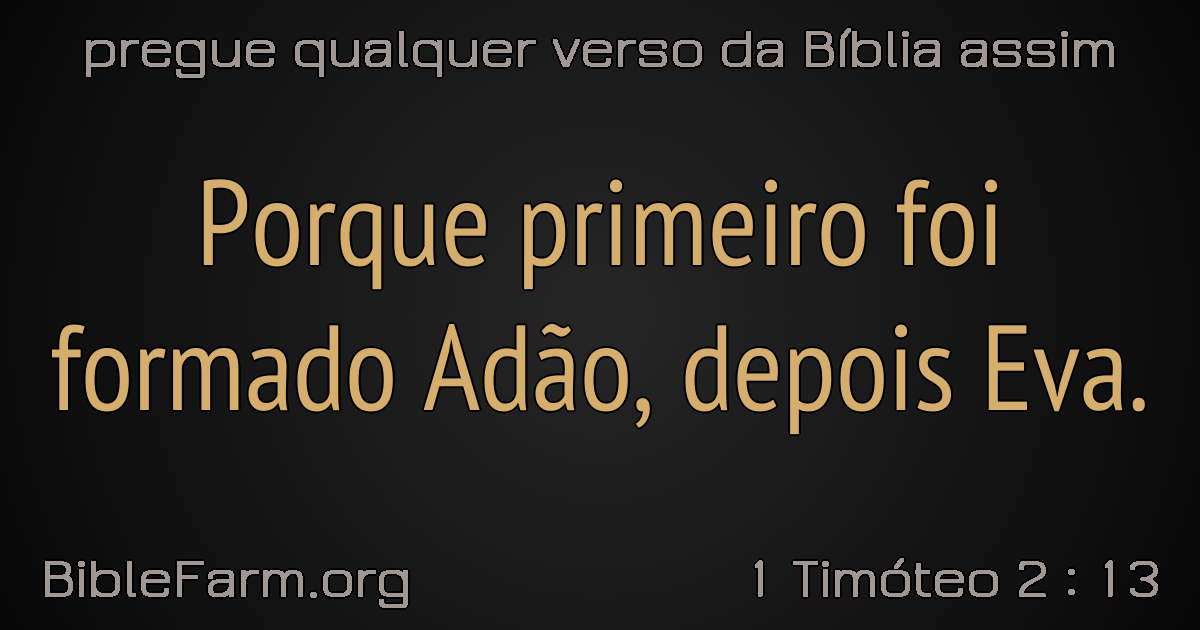 pregue qualquer verso da Bíblia assim
Porque primeiro foi
formado Adão, depois Eva.
BibleFarm.org
1 Timóteo 2 : 13